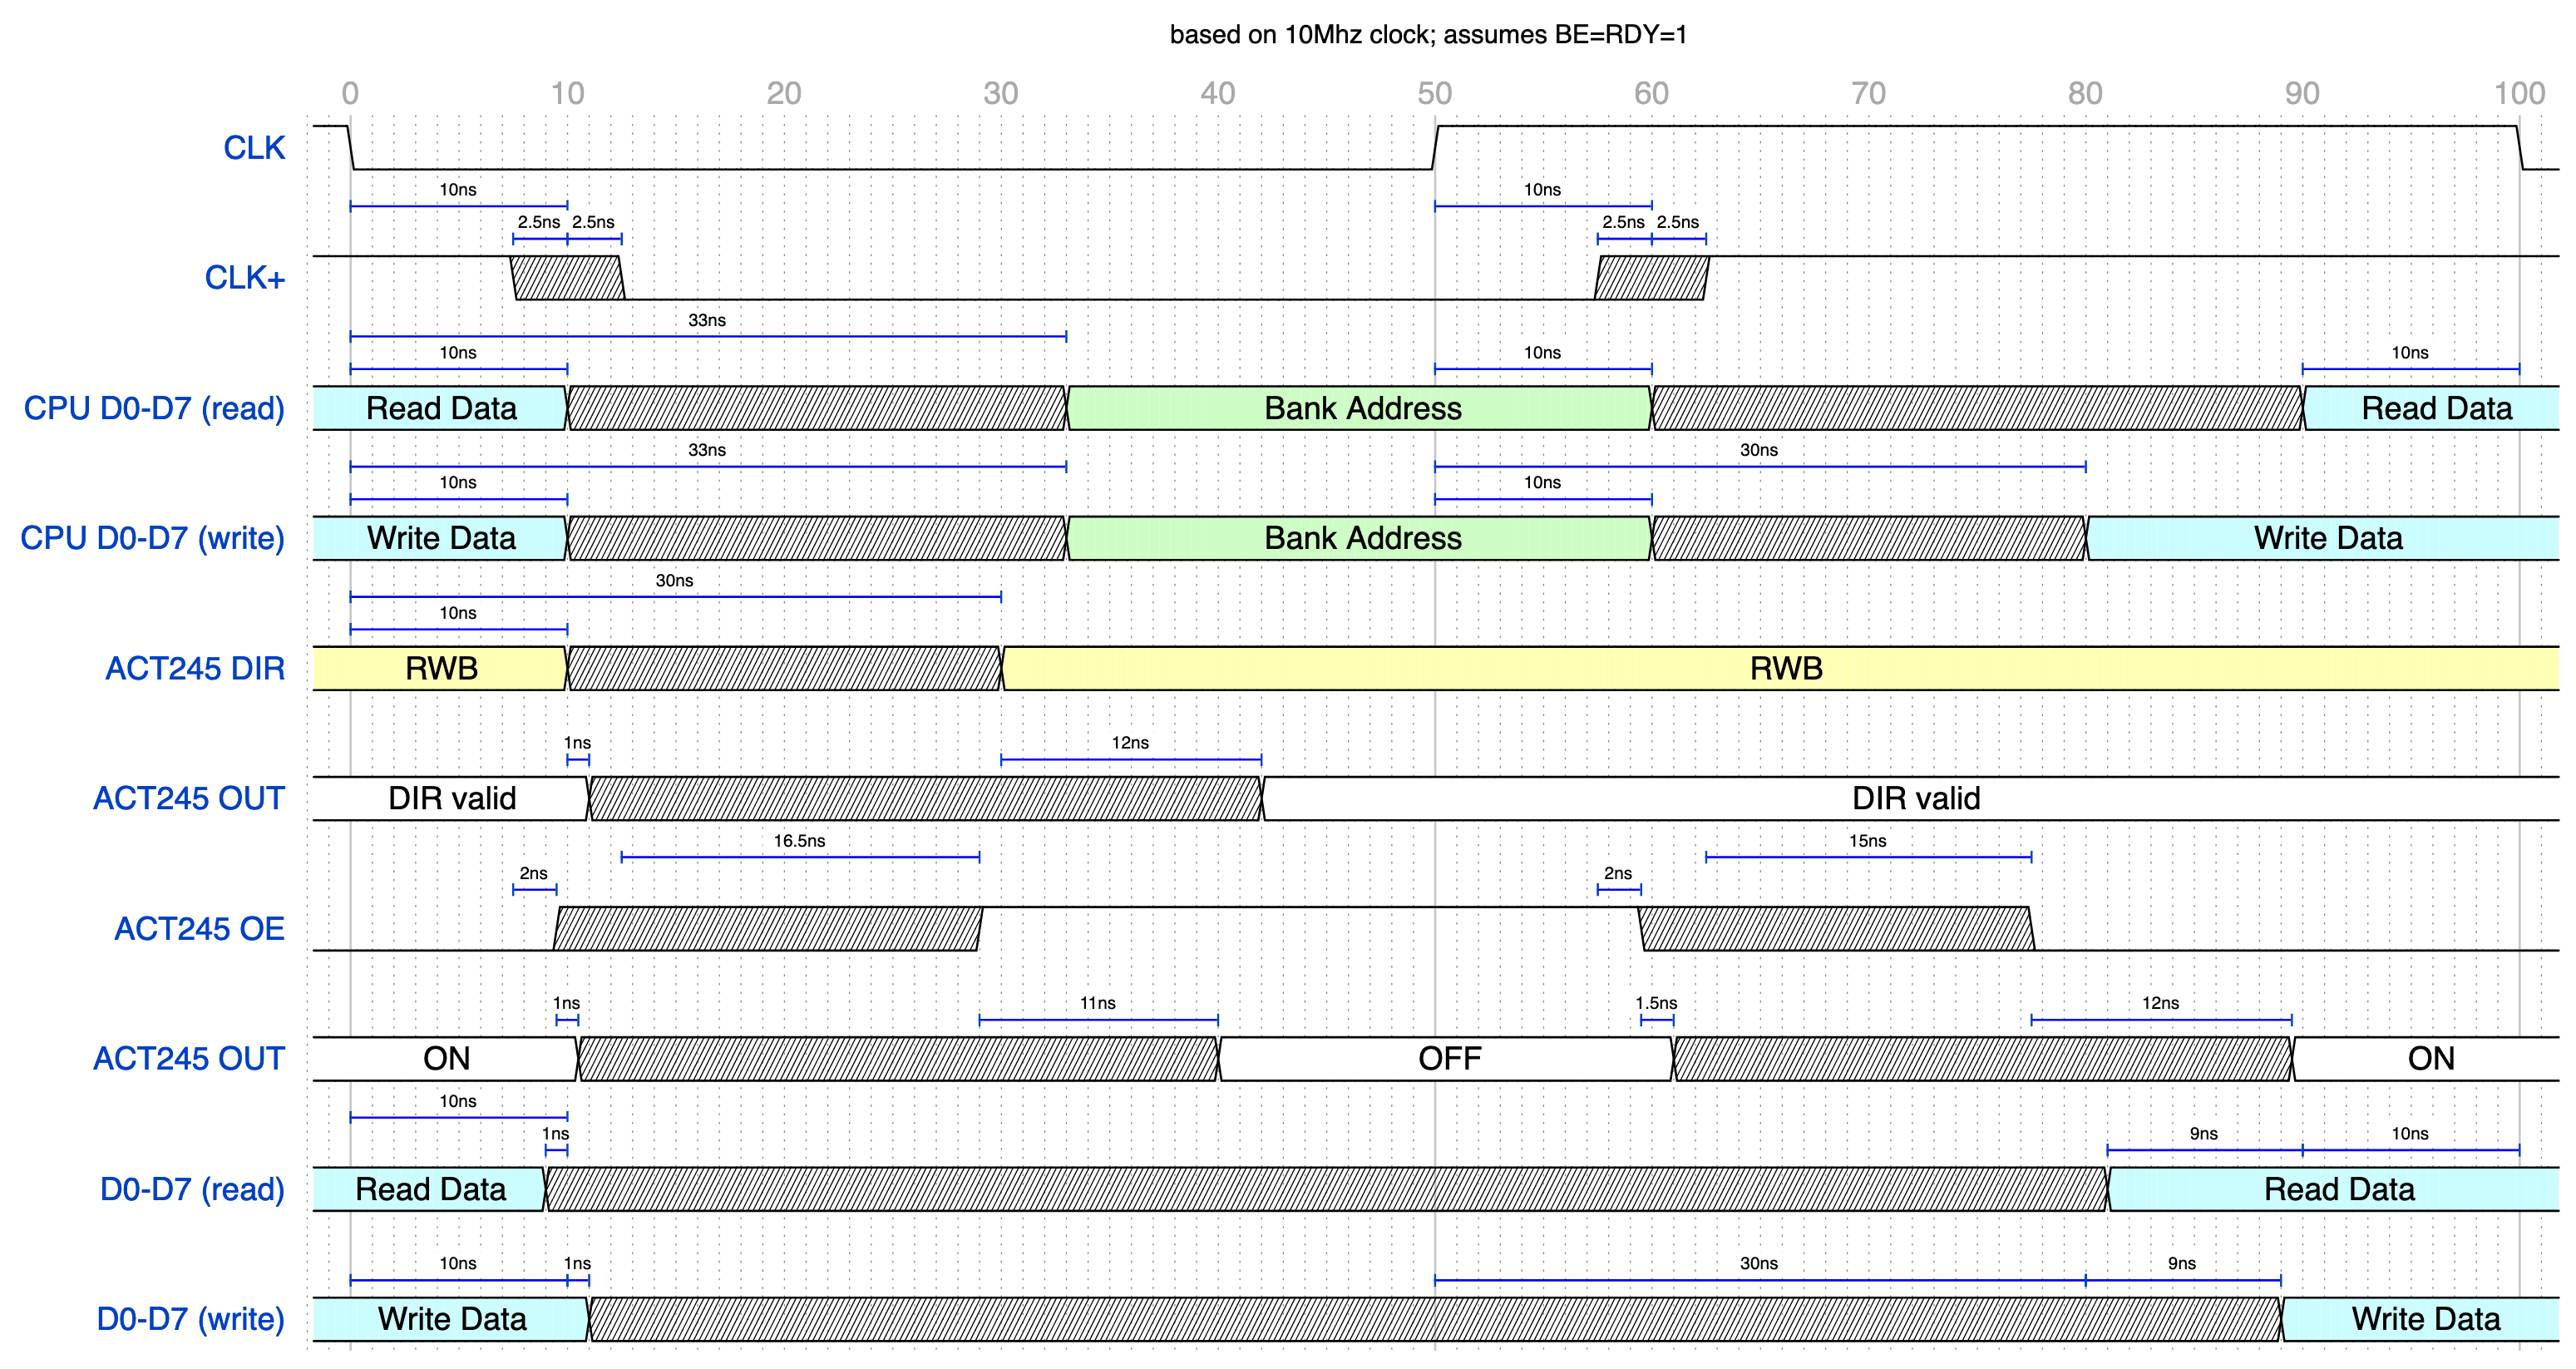 based on 10Mhz clock; assumes BE=RDY=1
0 10 20 30 40 50 60 70 80 90 100
CLK
10ns 10ns
2.5ns 2.5ns 2.5ns 2.5ns
CLK+
33ns
10ns 10ns 10ns
CPU D0-D7 (read) Read Data Bank Address Read Data
33ns 30ns
10ns 10ns
CPU D0-D7 (write) Write Data Bank Address Write Data
30ns
10ns
ACT245 DIR RWB RWB
1ns 12ns
ACT245 OUT DIR valid DIR valid
16.5ns 15ns
2ns 2ns
ACT245 OE
1ns 11ns 1.5ns 12ns
ACT245 OUT ON OFF ON
10ns
1ns 9ns 10ns
D0-D7 (read) Read Data Read Data
10ns 1ns 30ns 9ns
D0-D7 (write) Write Data Write Data